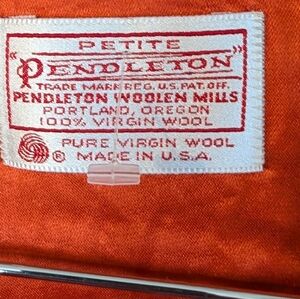 PETITE
"PENDLETON"
TRADE MARK REG. U.S. PAT. OFF.
PENDLETON WOOLEN MILLS
PORTLAND, OREGON
100% VIRGIN WOOL
® PURE VIRGIN WOOL
MADE IN U.S.A.